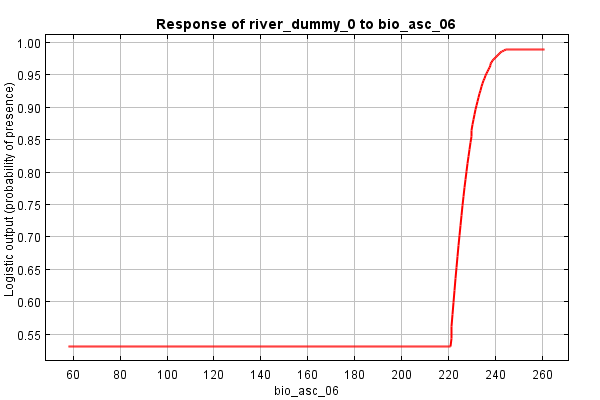 Response of river_dummy_0 to bio_asc_06
Logistic output (probability of presence)
1.00
0.95
0.90
0.85
0.80
0.75
0.70
0.65
0.60
0.55
60 80 100 120 140 160 180 200 220 240 260
bio_asc_06